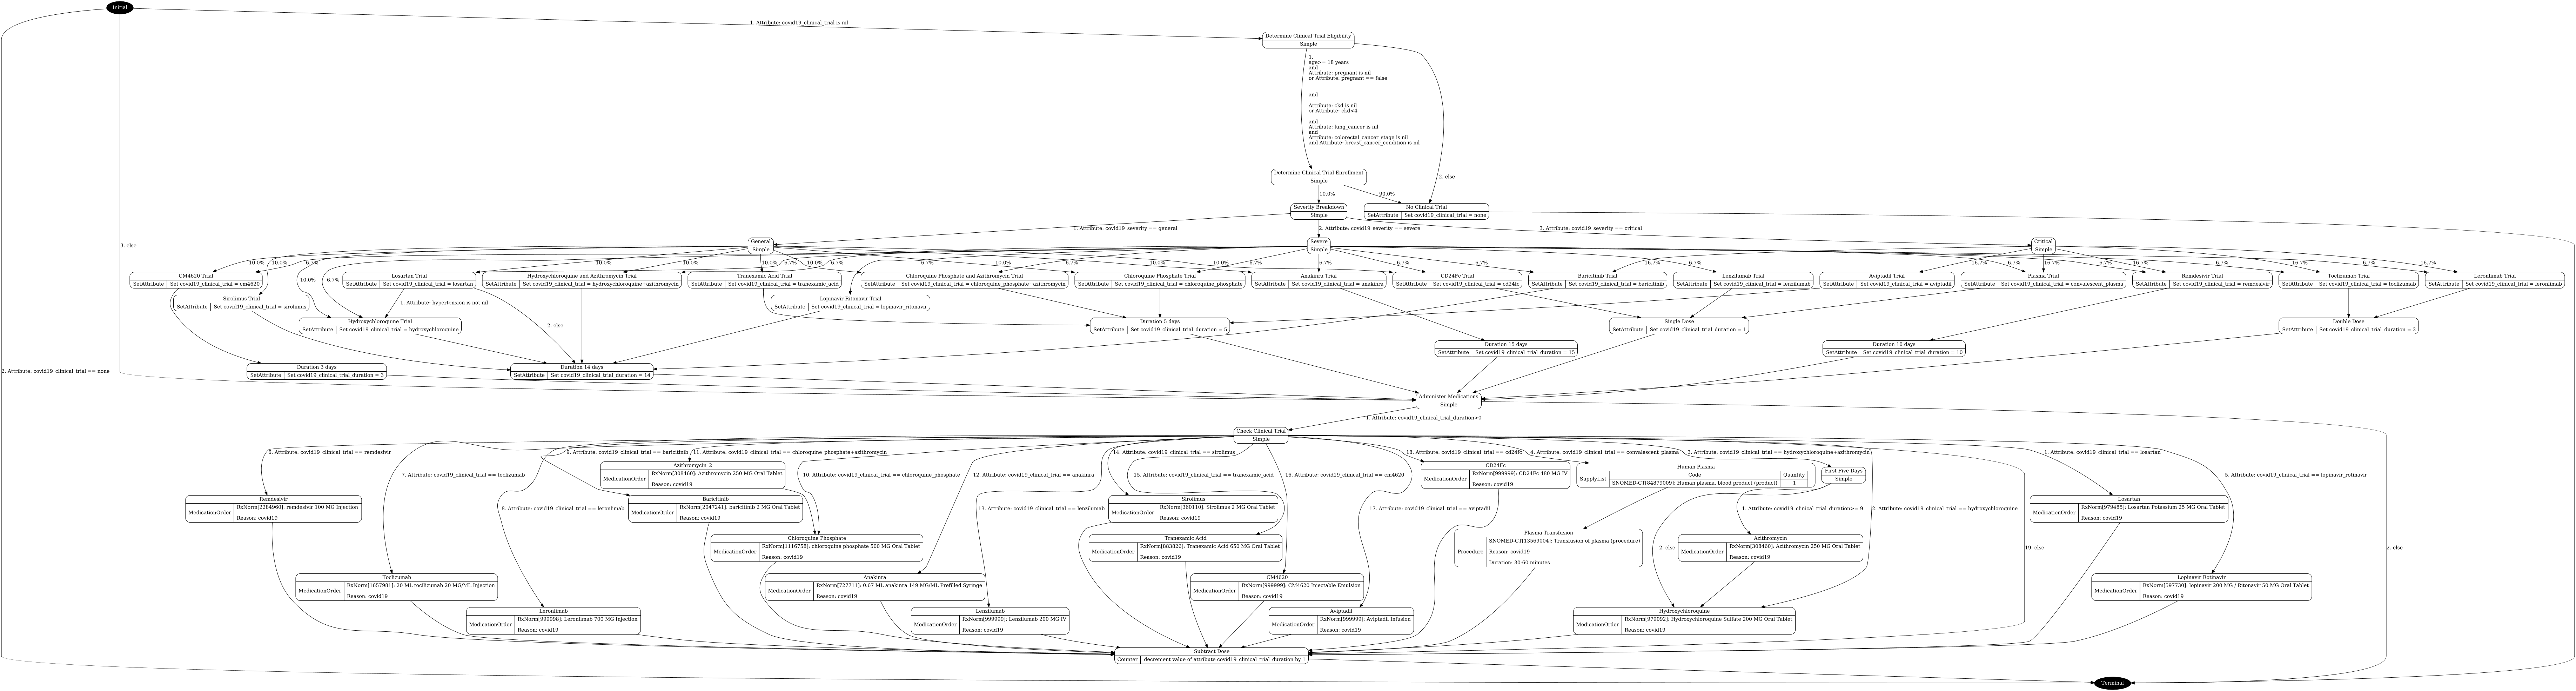 Initial
1. Attribute: covid19_clinical_trial is nil
Determine Clinical Trial Eligibility
Simple
1.
age>= 18 years
and
Attribute: pregnant is nil
or Attribute: pregnant == false
and
Attribute: ckd is nil
or Attribute: ckd<4
and
Attribute: lung_cancer is nil
and
Attribute: colorectal_cancer_stage is nil
and Attribute: breast_cancer_condition is nil
2. else
Determine Clinical Trial Enrollment
Simple
10.0%
90.0%
Severity Breakdown
Simple
No Clinical Trial
SetAttribute Set covid19_clinical_trial = none
3. else
1. Attribute: covid19_severity == general
2. Attribute: covid19_severity == severe
3. Attribute: covid19_severity == critical
General
Simple
Severe
Simple
Critical
Simple
10.0% 10.0% 6.7% 10.0% 6.7% 10.0% 10.0% 10.0% 6.7% 10.0% 6.7% 6.7% 10.0% 6.7% 10.0% 6.7% 6.7% 6.7% 16.7% 6.7% 16.7% 6.7% 16.7% 6.7% 16.7% 6.7% 16.7% 6.7% 16.7%
CM4620 Trial
SetAttribute Set covid19_clinical_trial = cm4620
Losartan Trial
SetAttribute Set covid19_clinical_trial = losartan
Hydroxychloroquine and Azithromycin Trial
SetAttribute Set covid19_clinical_trial = hydroxychloroquine+azithromycin
Tranexamic Acid Trial
SetAttribute Set covid19_clinical_trial = tranexamic_acid
Chloroquine Phosphate and Azithromycin Trial
SetAttribute Set covid19_clinical_trial = chloroquine_phosphate+azithromycin
Chloroquine Phosphate Trial
SetAttribute Set covid19_clinical_trial = chloroquine_phosphate
Anakinra Trial
SetAttribute Set covid19_clinical_trial = anakinra
CD24Fc Trial
SetAttribute Set covid19_clinical_trial = cd24fc
Baricitinib Trial
SetAttribute Set covid19_clinical_trial = baricitinib
Lenzilumab Trial
SetAttribute Set covid19_clinical_trial = lenzilumab
Aviptadil Trial
SetAttribute Set covid19_clinical_trial = aviptadil
Plasma Trial
SetAttribute Set covid19_clinical_trial = convalescent_plasma
Remdesivir Trial
SetAttribute Set covid19_clinical_trial = remdesivir
Toclizumab Trial
SetAttribute Set covid19_clinical_trial = toclizumab
Leronlimab Trial
SetAttribute Set covid19_clinical_trial = leronlimab
Sirolinus Trial
SetAttribute Set covid19_clinical_trial = sirolimus
1. Attribute: hypertension is not nil
Lopinavir Ritonavir Trial
SetAttribute Set covid19_clinical_trial = lopinavir_ritonavir
Hydroxychloroquine Trial
SetAttribute Set covid19_clinical_trial = hydroxychloroquine
2. else
Duration 5 days
SetAttribute Set covid19_clinical_trial_duration = 5
Single Dose
SetAttribute Set covid19_clinical_trial_duration = 1
Double Dose
SetAttribute Set covid19_clinical_trial_duration = 2
Duration 15 days
SetAttribute Set covid19_clinical_trial_duration = 15
Duration 10 days
SetAttribute Set covid19_clinical_trial_duration = 10
2. Attribute: covid19_clinical_trial == none
Duration 3 days
SetAttribute Set covid19_clinical_trial_duration = 3
Duration 14 days
SetAttribute Set covid19_clinical_trial_duration = 14
Administer Medications
Simple
1. Attribute: covid19_clinical_trial_duration>0
Check Clinical Trial
Simple
6. Attribute: covid19_clinical_trial == remdesivir
9. Attribute: covid19_clinical_trial == baricitinib
11. Attribute: covid19_clinical_trial == chloroquine_phosphate+azithromycin
14. Attribute: covid19_clinical_trial == sirolimus
18. Attribute: covid19_clinical_trial == cd24fc
4. Attribute: covid19_clinical_trial == convalescent_plasma
3. Attribute: covid19_clinical_trial == hydroxychloroquine+azithromycin
1. Attribute: covid19_clinical_trial == losartan
7. Attribute: covid19_clinical_trial == toclizumab
10. Attribute: covid19_clinical_trial == chloroquine_phosphate
12. Attribute: covid19_clinical_trial == anakinra
15. Attribute: covid19_clinical_trial == tranexamic_acid
16. Attribute: covid19_clinical_trial == cm4620
5. Attribute: covid19_clinical_trial == lopinavir_rotinavir
Azithromycin_2
MedicationOrder
RxNorm[308460]: Azithromycin 250 MG Oral Tablet
Reason: covid19
CD24Fc
MedicationOrder
RxNorm[999999]: CD24Fc 480 MG IV
Reason: covid19
Human Plasma
SupplyList
Code Quantity
SNOMED-CT[84879009]: Human plasma, blood product (product) 1
First Five Days
Simple
Remdesivir
MedicationOrder
RxNorm[2284960]: remdesivir 100 MG Injection
Reason: covid19
8. Attribute: covid19_clinical_trial == leronlimab
Baricitinib
MedicationOrder
RxNorm[2047241]: baricitinib 2 MG Oral Tablet
Reason: covid19
13. Attribute: covid19_clinical_trial == lenzilumab
Sirolinius
MedicationOrder
RxNorm[360110]: Sirolimus 2 MG Oral Tablet
Reason: covid19
17. Attribute: covid19_clinical_trial == aviptadil
1. Attribute: covid19_clinical_trial_duration>= 9
2. Attribute: covid19_clinical_trial == hydroxychloroquine
Losartan
MedicationOrder
RxNorm[979485]: Losartan Potassium 25 MG Oral Tablet
Reason: covid19
Chloroquine Phosphate
MedicationOrder
RxNorm[1116758]: chloroquine phosphate 500 MG Oral Tablet
Reason: covid19
Tranexamic Acid
MedicationOrder
RxNorm[883826]: Tranexamic Acid 650 MG Oral Tablet
Reason: covid19
Plasma Transfusion
Procedure
SNOMED-CT[13569004]: Transfusion of plasma (procedure)
Reason: covid19
Duration: 30-60 minutes
2. else
Azithromycin
MedicationOrder
RxNorm[308460]: Azithromycin 250 MG Oral Tablet
Reason: covid19
19. else
2. else
Toclizumab
MedicationOrder
RxNorm[1657981]: 20 ML tocilizumab 20 MG/ML Injection
Reason: covid19
Anakinra
MedicationOrder
RxNorm[727711]: 0.67 ML anakinra 149 MG/ML Prefilled Syringe
Reason: covid19
CM4620
MedicationOrder
RxNorm[999999]: CM4620 Injectable Emulsion
Reason: covid19
Lopinavir Rotinavir
MedicationOrder
RxNorm[597730]: lopinavir 200 MG / Ritonavir 50 MG Oral Tablet
Reason: covid19
Leronlimab
MedicationOrder
RxNorm[999998]: Leronlimab 700 MG Injection
Reason: covid19
Lenzilumab
MedicationOrder
RxNorm[999999]: Lenzilumab 200 MG IV
Reason: covid19
Aviptadil
MedicationOrder
RxNorm[999999]: Aviptadil Infusion
Reason: covid19
Hydroxychloroquine
MedicationOrder
RxNorm[979092]: Hydroxychloroquine Sulfate 200 MG Oral Tablet
Reason: covid19
Subtract Dose
Counter decrement value of attribute covid19_clinical_trial_duration by 1
Terminal